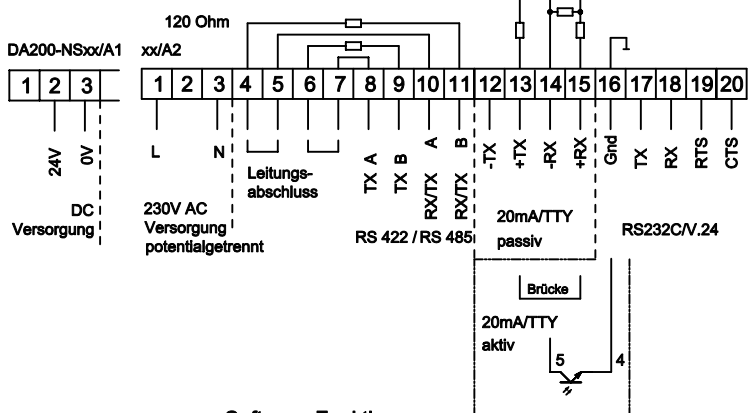 120 Ohm
DA200-NSxx/A1 xx/A2
1 2 3 1 2 3 4 5 6 7 8 9 10 11 12 13 14 15 16 17 18 19 20
24V
0V
L
N
Leitungs-
abschluss
TX A
TX B
RX/TX A
RX/TX B
-TX
+TX
-RX
+RX
Gnd
TX
RX
RTS
CTS
DC
Versorgung
230V AC
Versorgung
potentialgetrennt
RS 422 / RS 485
20mA/TTY
passiv
RS232C/V.24
Brücke
20mA/TTY
aktiv
5 4